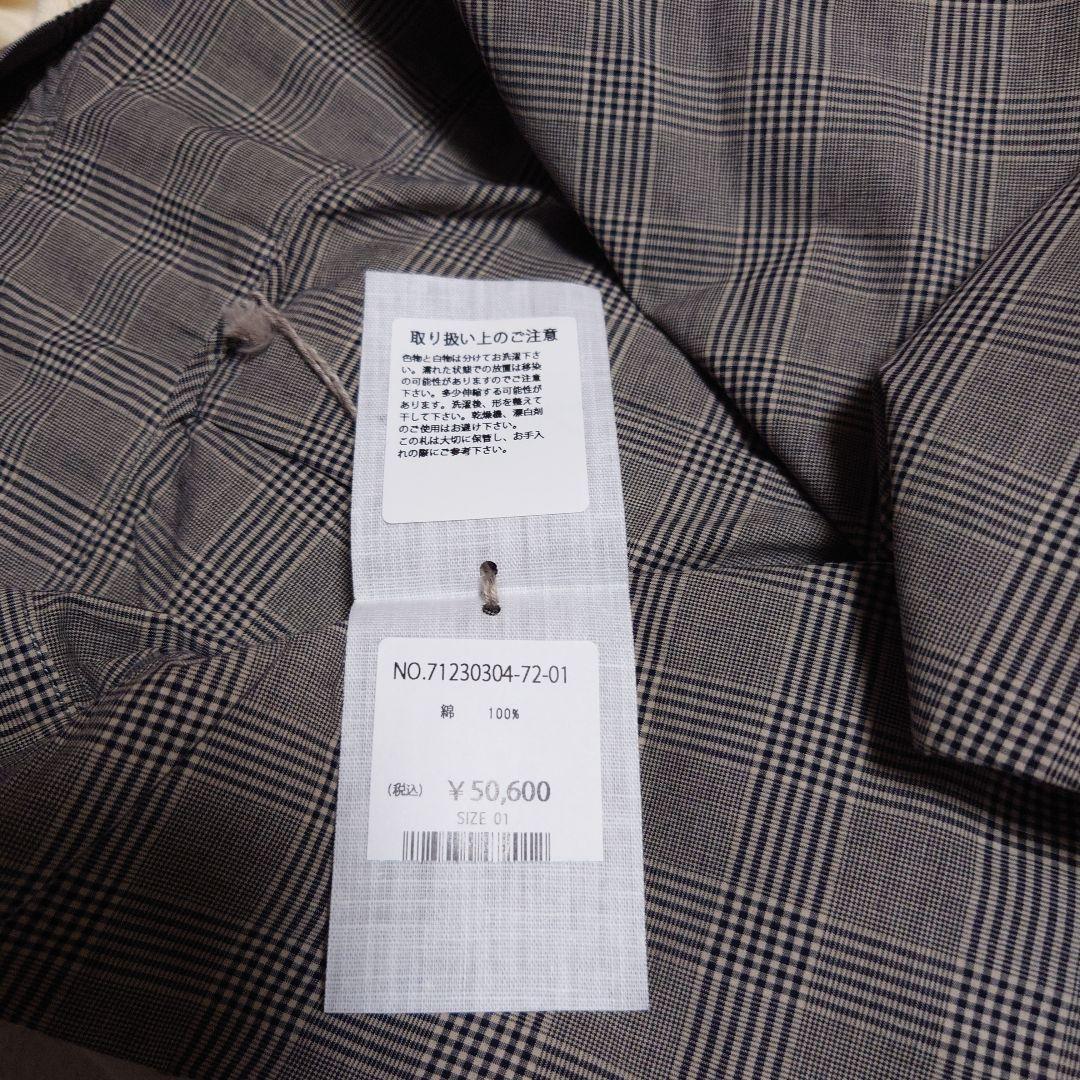 取り扱い上のご注意
色物と白物は分けてお洗濯下さ
い。濡れた状態での放置は移染
の可能性がありますのでご注意
下さい。多少伸縮する可能性が
あります。洗濯後、形を整えて
干して下さい。乾燥機、漂白剤
のご使用はお避け下さい。
この札は大切に保管し、お手入
れの際にご参考下さい。
NO.71230304-72-01
綿 100%
(税込) ¥50,600
SIZE 01